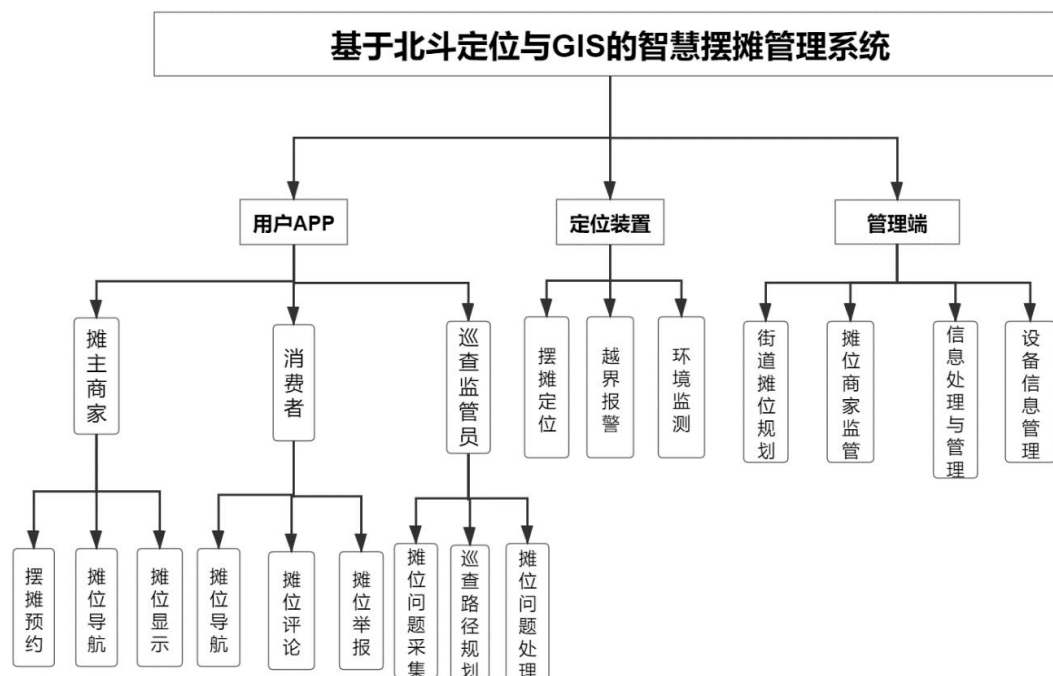 基于北斗定位与GIS的智慧摆摊管理系统
用户APP
定位装置
管理端
摊主商家
消费者
巡查监管员
摆摊定位
越界报警
环境监测
街道摊位规划
摊位商家监管
信息处理与管理
设备信息管理
摆摊预约
摊位导航
摊位显示
摊位导航
摊位评论
摊位举报
摊位问题采集
巡查路径规划
摊位问题处理